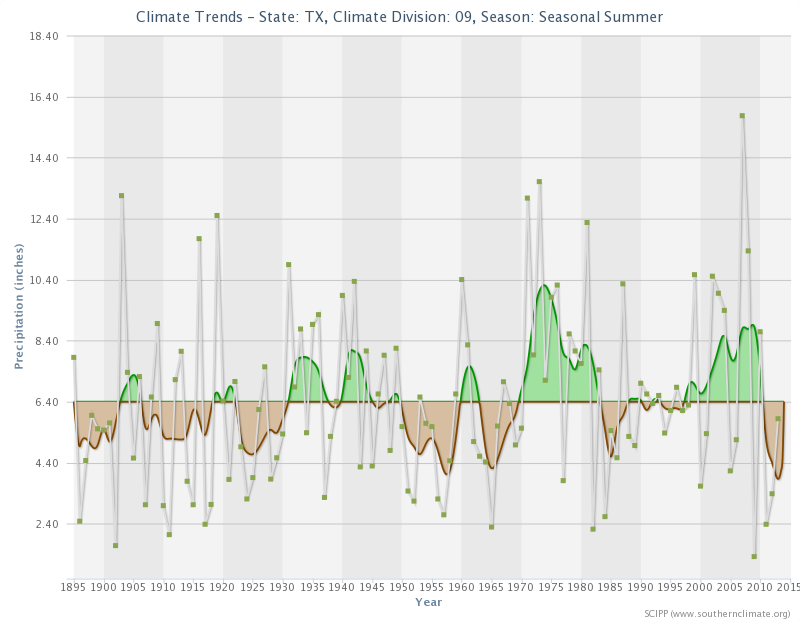 Climate Trends - State: TX, Climate Division: 09, Season: Seasonal Summer
18.40
16.40
14.40
12.40
10.40
8.40
6.40
4.40
2.40
Precipitation (inches)
1895 1900 1905 1910 1915 1920 1925 1930 1935 1940 1945 1950 1955 1960 1965 1970 1975 1980 1985 1990 1995 2000 2005 2010 2015
Year
SCIPP (www.southernclimate.org)